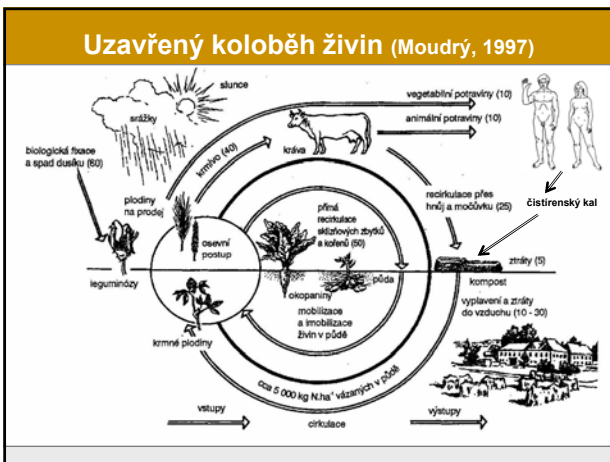 Uzavřený koloběh živin (Moudrý, 1997)
slunce
srážky
vegetabilní potraviny (10)
animální potraviny (10)
biologická fixace
a spad dusíku (60)
krmivo (40)
kráva
plodiny
na prodej
recirkulace přes
hnůj a močůvku (25)
čistírenský kal
přímá
recirkulace
sklizňových zbytků
a kořenů (50)
osevní
postup
ztráty (5)
leguminózy
okopaniny
půda
kompost
mobilizace
a imobilizace
živin v půdě
vyplavení a ztráty
do vzduchu (10 - 30)
krmné plodiny
cca 5 000 kg N.ha⁻¹ vázaných v půdě
vstupy
cirkulace
výstupy